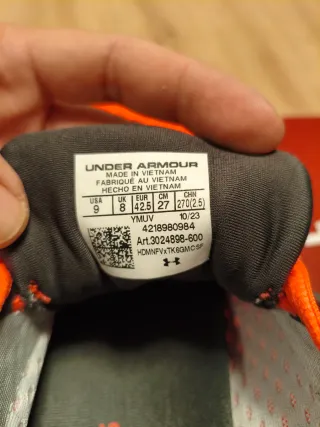 UNDER ARMOUR
MADE IN VIETNAM
FABRIQUÉ AU VIETNAM
HECHO EN VIETNAM
USA UK EUR CM CHN
9 8 42.5 27 270(2.5)
YMUV 10/23
4218980984
Art.3024898-600
HDMNFVxTK6GMC5P